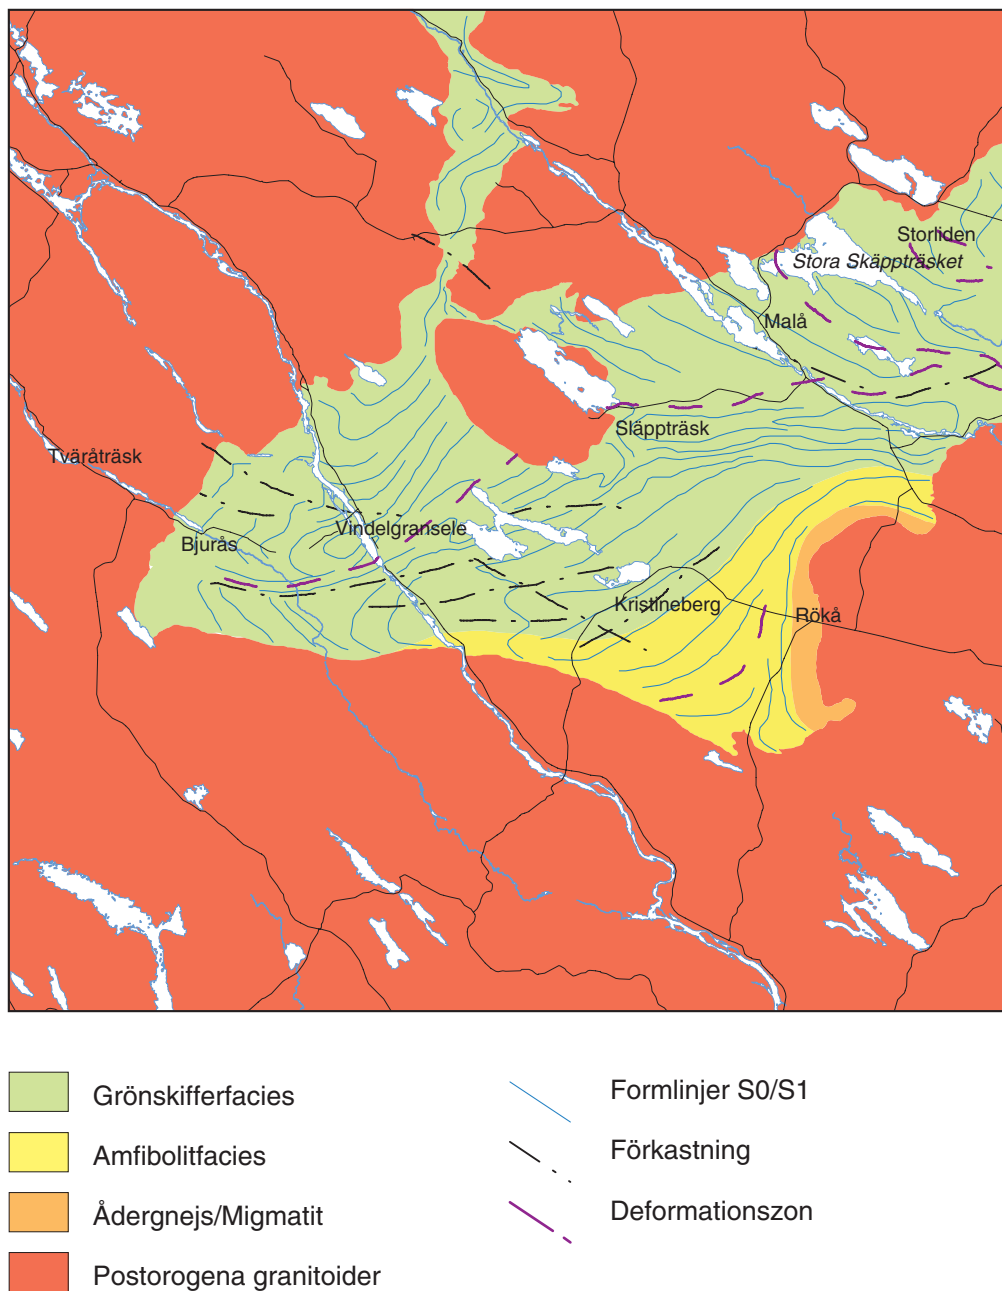 Storliden
Stora Skäppträsket
Malå
Släppträsk
Tväråträsk
Vindelgransele
Bjurås
Kristineberg
Rökå
Grönskifferfacies
Amfibolitfacies
Ådergnejs/Migmatit
Postorogena granitoider
Formlinjer S0/S1
Förkastning
Deformationszon